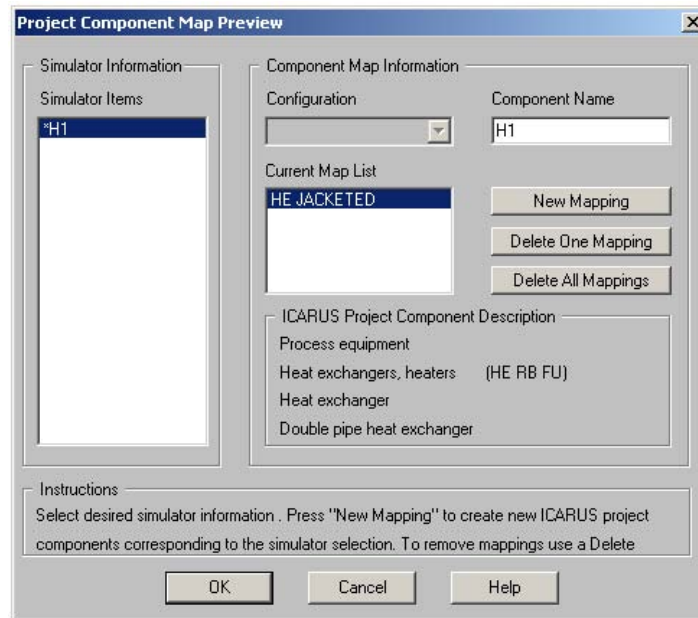 Project Component Map Preview
Simulator Information
Simulator Items
*H1
Component Map Information
Configuration
Component Name
H1
Current Map List
HE JACKETED
New Mapping
Delete One Mapping
Delete All Mappings
ICARUS Project Component Description
Process equipment
Heat exchangers, heaters (HE RB FU)
Heat exchanger
Double pipe heat exchanger
Instructions
Select desired simulator information . Press "New Mapping" to create new ICARUS project
components corresponding to the simulator selection. To remove mappings use a Delete
OK
Cancel
Help